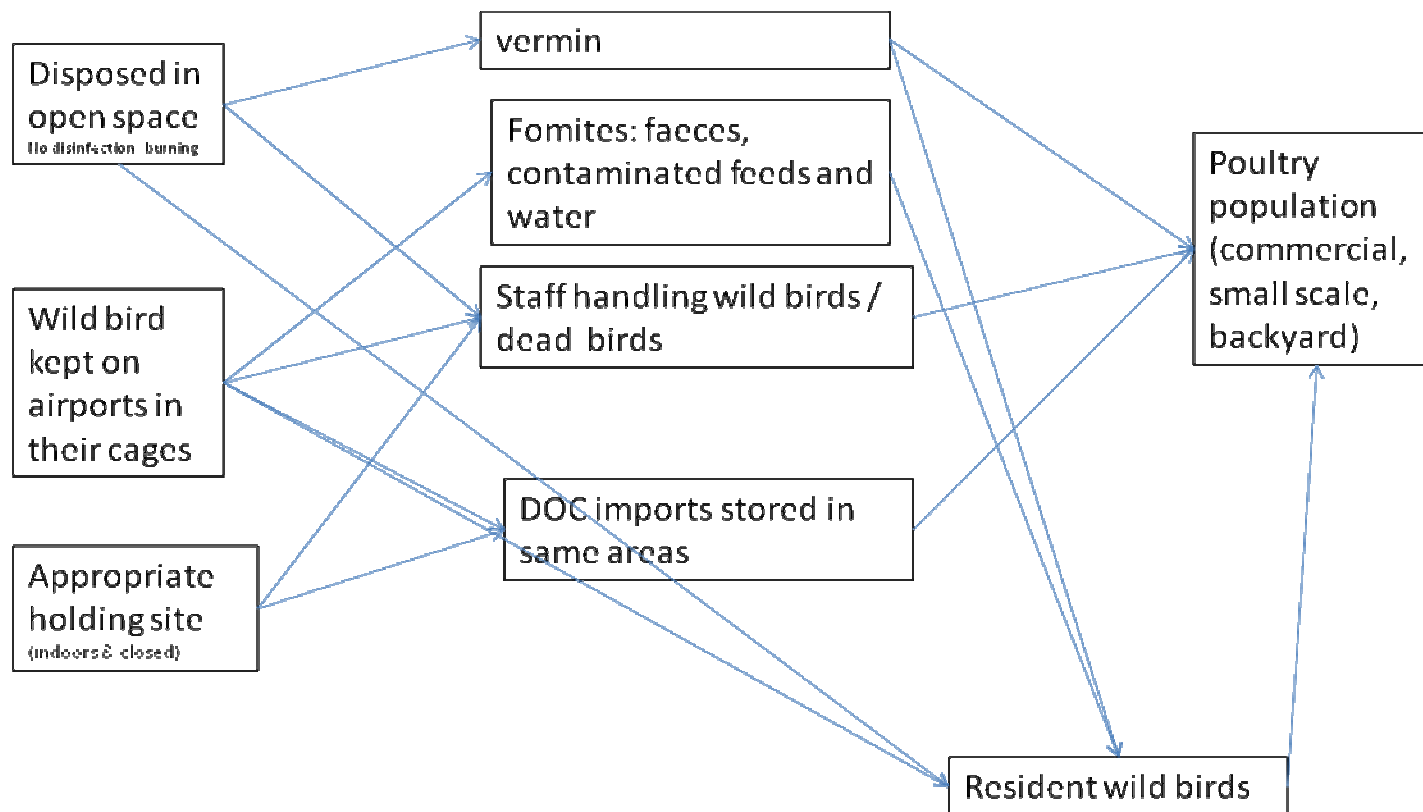 Disposed in
open space
No disinfection burning
Wild bird
kept on
airports in
their cages
Appropriate
holding site
(indoors & closed)
vermin
Fomites: faeces,
contaminated feeds and
water
Staff handling wild birds /
dead birds
DOC imports stored in
same areas
Resident wild birds
Poultry
population
(commercial,
small scale,
backyard)